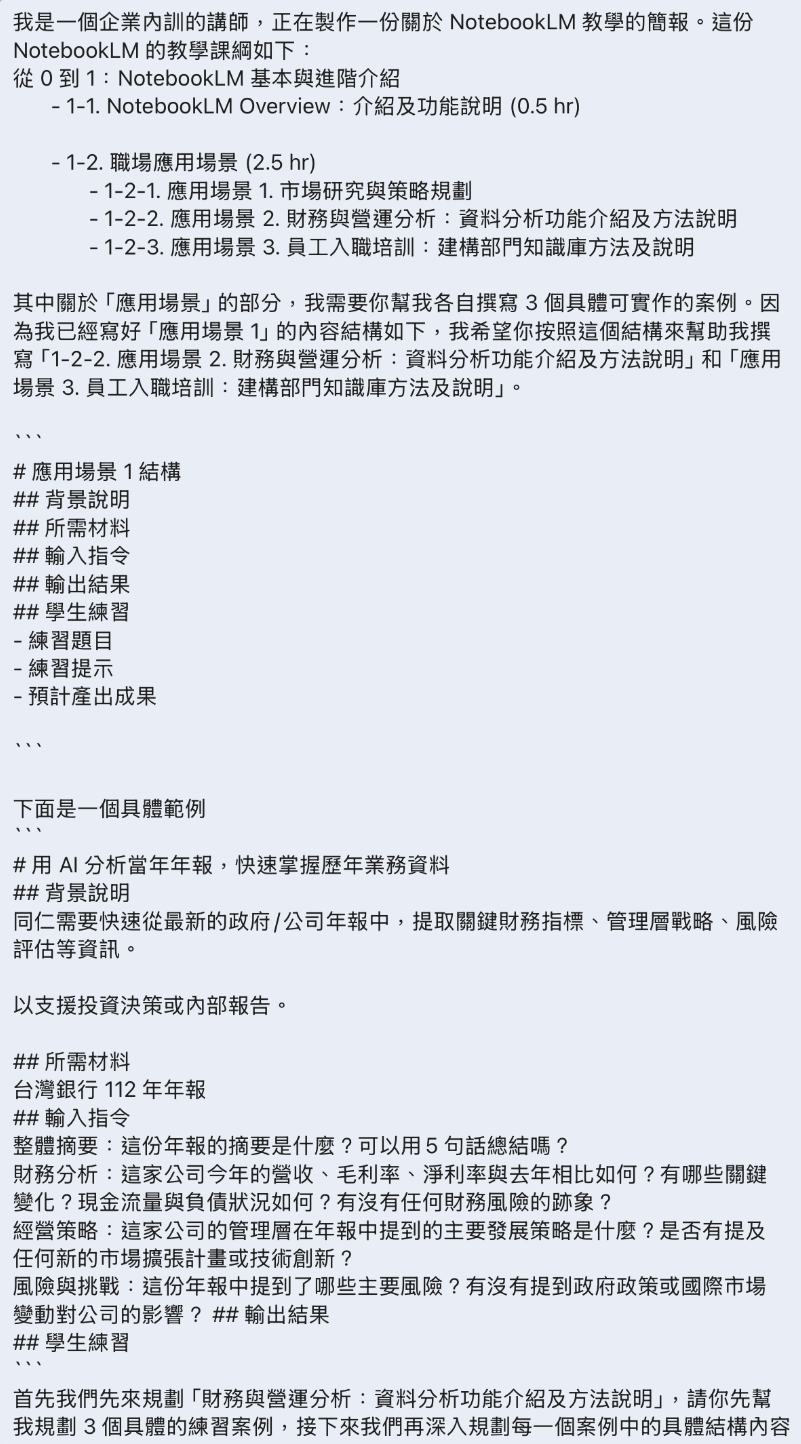 我是一個企業內訓的講師，正在製作一份關於 NotebookLM 教學的簡報。這份
NotebookLM 的教學課綱如下：
從 0 到 1：NotebookLM 基本與進階介紹
- 1-1. NotebookLM Overview：介紹及功能說明 (0.5 hr)
- 1-2. 職場應用場景 (2.5 hr)
- 1-2-1. 應用場景 1. 市場研究與策略規劃
- 1-2-2. 應用場景 2. 財務與營運分析：資料分析功能介紹及方法說明
- 1-2-3. 應用場景 3. 員工入職培訓：建構部門知識庫方法及說明
其中關於「應用場景」的部分，我需要你幫我各自撰寫 3 個具體可實作的案例。因
為我已經寫好「應用場景 1」的內容結構如下，我希望你按照這個結構來幫助我撰
寫「1-2-2. 應用場景 2. 財務與營運分析：資料分析功能介紹及方法說明」和「應用
場景 3. 員工入職培訓：建構部門知識庫方法及說明」。
```
# 應用場景 1 結構
## 背景說明
## 所需材料
## 輸入指令
## 輸出結果
## 學生練習
- 練習題目
- 練習提示
- 預計產出成果
```
下面是一個具體範例
```
# 用 AI 分析當年年報，快速掌握歷年業務資料
## 背景說明
同仁需要快速從最新的政府/公司年報中，提取關鍵財務指標、管理層戰略、風險
評估等資訊。
以支援投資決策或內部報告。
## 所需材料
台灣銀行 112 年年報
## 輸入指令
整體摘要：這份年報的摘要是什麼？可以用 5 句話總結嗎？
財務分析：這家公司今年的營收、毛利率、淨利率與去年相比如何？有哪些關鍵
變化？現金流量與負債狀況如何？有沒有任何財務風險的跡象？
經營策略：這家公司的管理層在年報中提到的主要發展策略是什麼？是否有提及
任何新的市場擴張計畫或技術創新？
風險與挑戰：這份年報中提到了哪些主要風險？有沒有提到政府政策或國際市場
變動對公司的影響？ ## 輸出結果
## 學生練習
```
首先我們先來規劃「財務與營運分析：資料分析功能介紹及方法說明」，請你先幫
我規劃 3 個具體的練習案例，接下來我們再深入規劃每一個案例中的具體結構內容